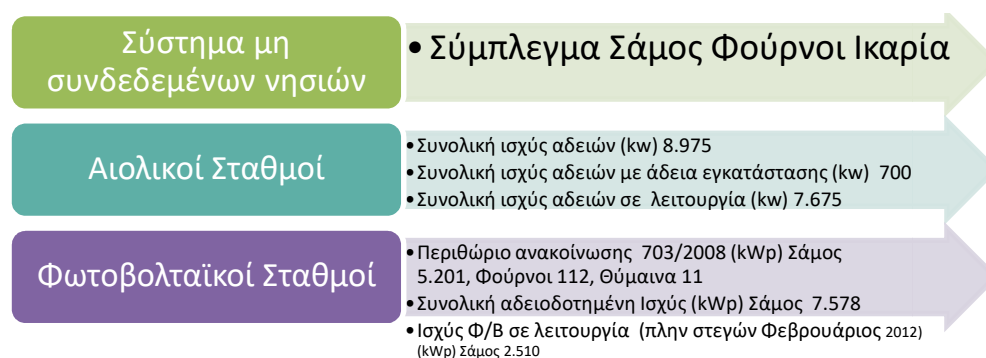 Σύστημα μη
συνδεδεμένων νησιών
•Σύμπλεγμα Σάμος Φούρνοι Ικαρία
Αιολικοί Σταθμοί
•Συνολική ισχύς αδειών (kw) 8.975
•Συνολική ισχύς αδειών με άδεια εγκατάστασης (kw) 700
•Συνολική ισχύς αδειών σε λειτουργία (kw) 7.675
Φωτοβολταϊκοί Σταθμοί
•Περιθώριο ανακοίνωσης 703/2008 (kWp) Σάμος
5.201, Φούρνοι 112, Θύμαινα 11
•Συνολική αδειοδοτημένη Ισχύς (kWp) Σάμος 7.578
•Ισχύς Φ/Β σε λειτουργία (πλην στεγών Φεβρουάριος 2012)
(kWp) Σάμος 2.510